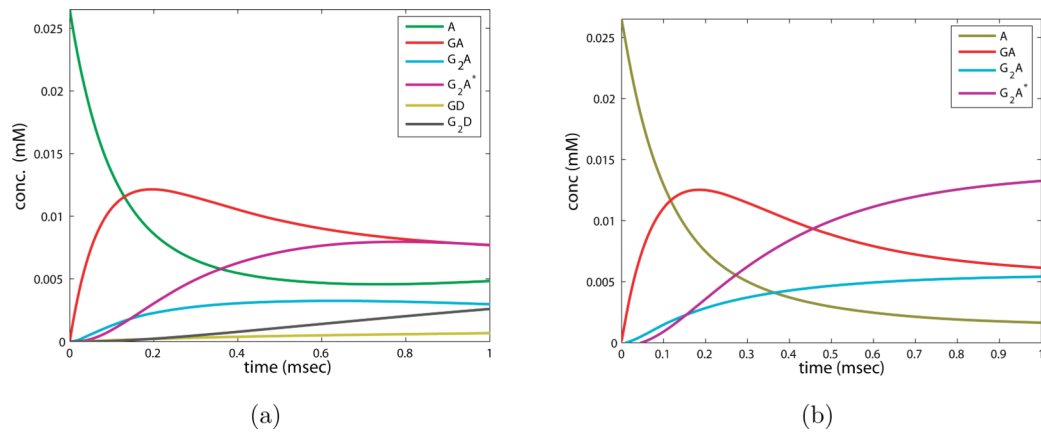 0.025
0.02
0.015
0.01
0.005
0
conc. (mM)
A
GA
G₂A
G₂A*
GD
G₂D
0 0.2 0.4 0.6 0.8 1
time (msec)
(a)
0.025
0.02
0.015
0.01
0.005
0
conc (mM)
A
GA
G₂A
G₂A*
0 0.1 0.2 0.3 0.4 0.5 0.6 0.7 0.8 0.9 1
time (msec)
(b)